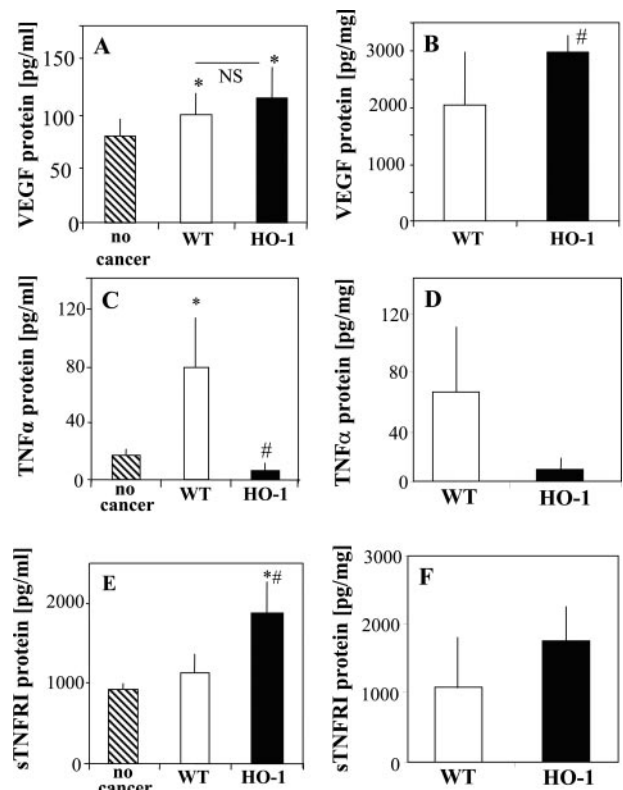 A
VEGF protein [pg/ml]
150
100
50
0
*
NS
*
no
cancer
WT
HO-1
B
VEGF protein [pg/mg]
3000
2000
1000
0
#
WT
HO-1
C
TNFα protein [pg/ml]
120
80
40
0
*
#
no
cancer
WT
HO-1
D
TNFα protein [pg/mg]
120
80
40
0
WT
HO-1
E
sTNFRI protein [pg/ml]
2000
1000
0
*#
no
cancer
WT
HO-1
F
sTNFRI protein [pg/mg]
3000
2000
1000
0
WT
HO-1